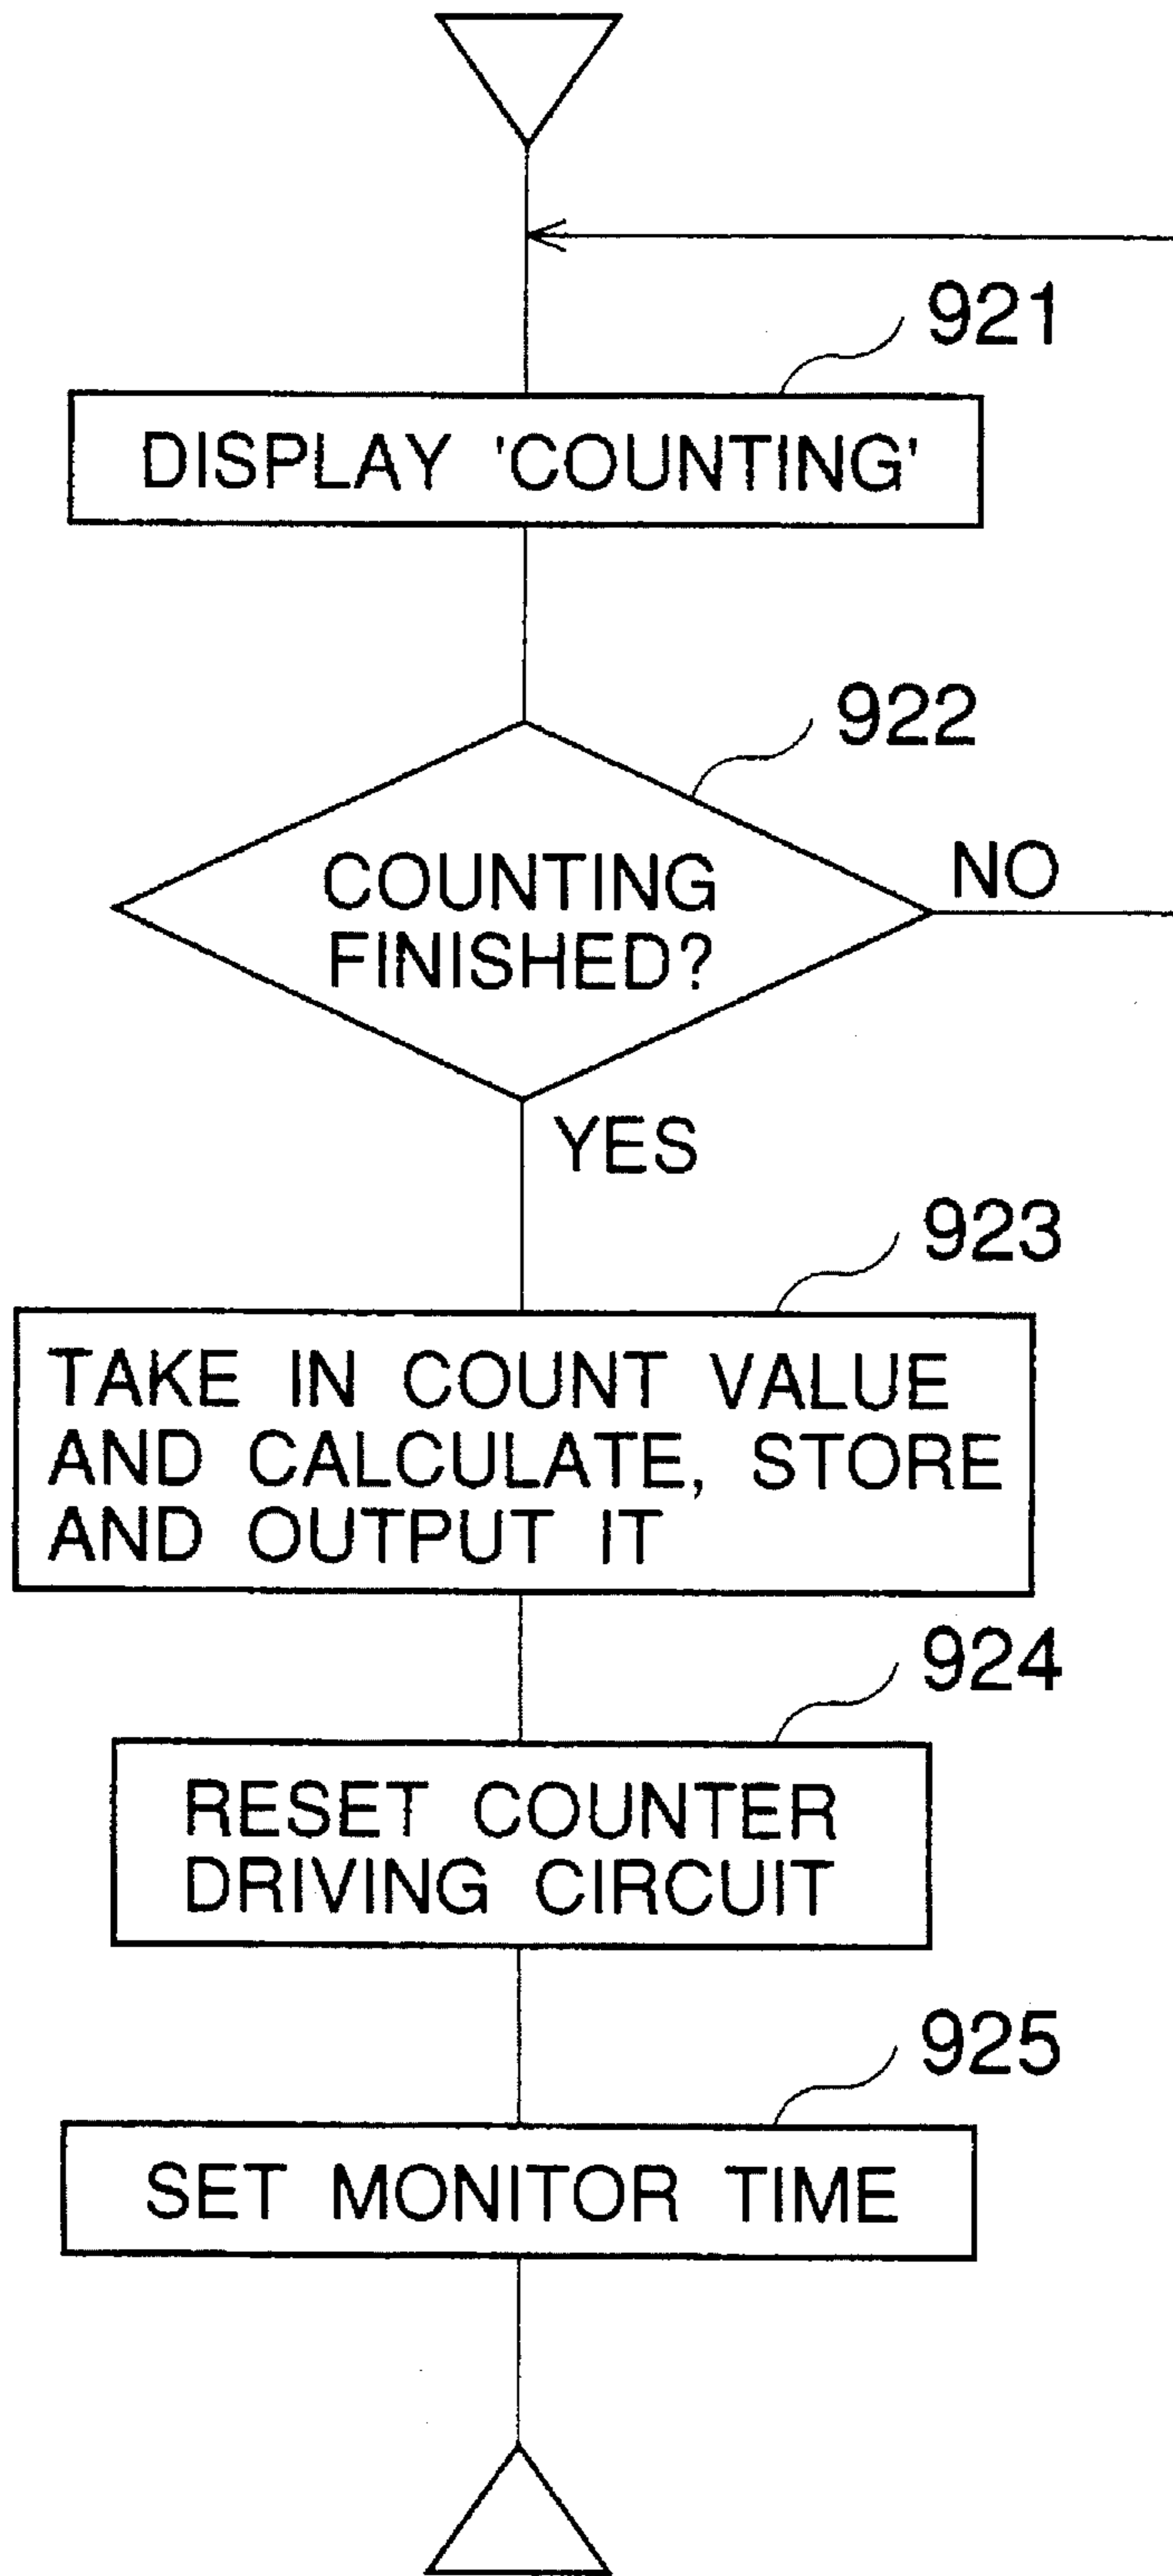 921
DISPLAY 'COUNTING'
922
COUNTING
FINISHED?
NO
YES
923
TAKE IN COUNT VALUE
AND CALCULATE, STORE
AND OUTPUT IT
924
RESET COUNTER
DRIVING CIRCUIT
925
SET MONITOR TIME